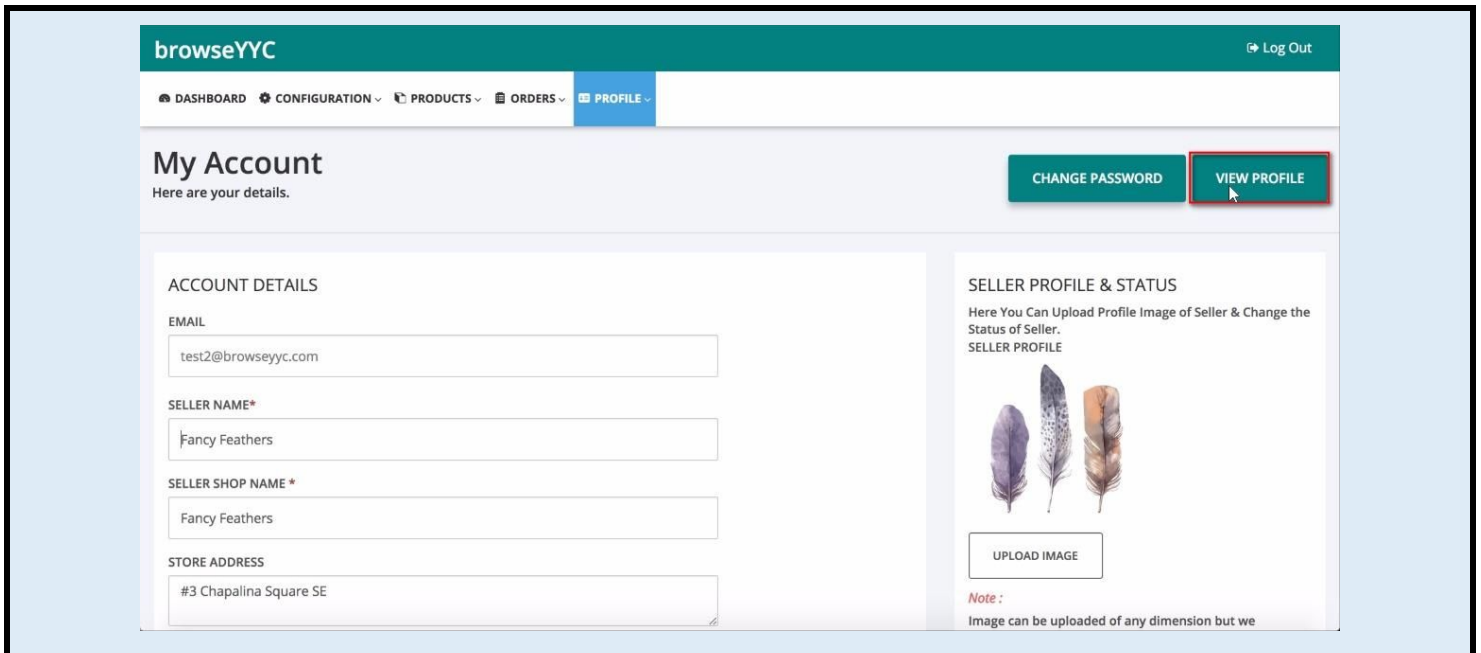 browseYYC
Log Out
DASHBOARD CONFIGURATION PRODUCTS ORDERS PROFILE
My Account
Here are your details.
CHANGE PASSWORD
VIEW PROFILE
ACCOUNT DETAILS
EMAIL
test2@browseyyc.com
SELLER NAME*
Fancy Feathers
SELLER SHOP NAME *
Fancy Feathers
STORE ADDRESS
#3 Chapalina Square SE
SELLER PROFILE & STATUS
Here You Can Upload Profile Image of Seller & Change the
Status of Seller.
SELLER PROFILE
UPLOAD IMAGE
Note :
Image can be uploaded of any dimension but we